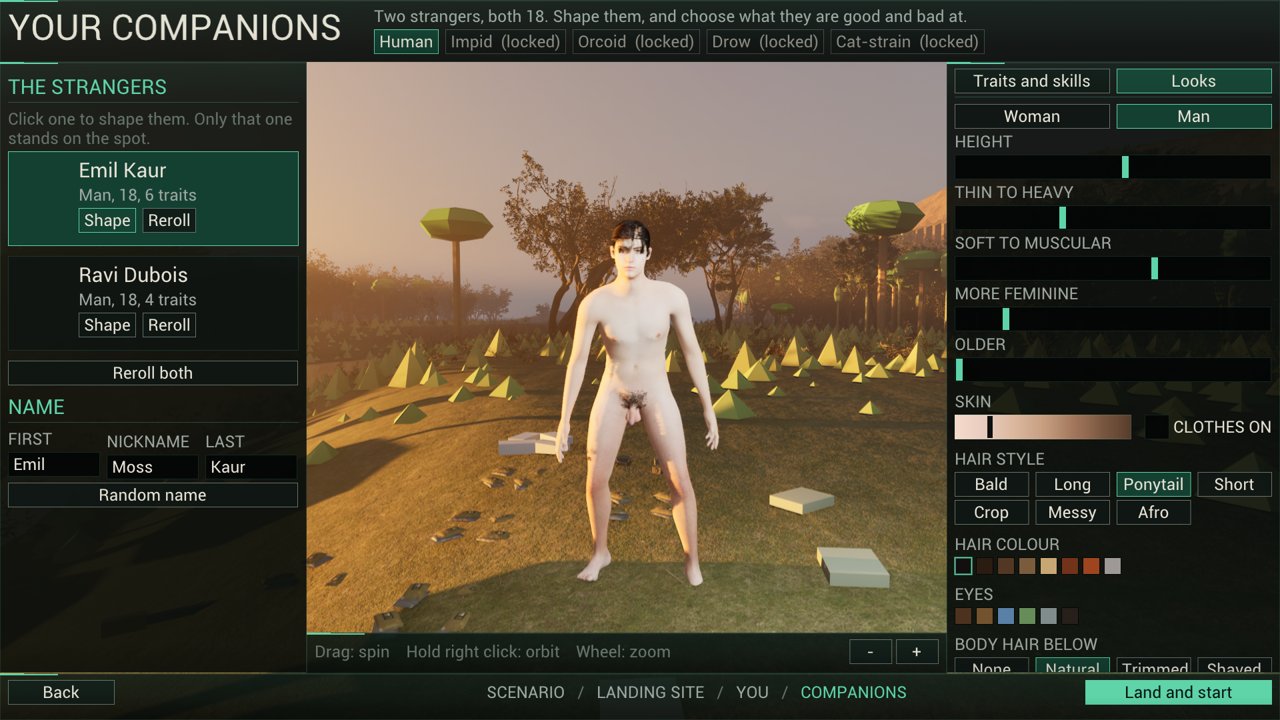 YOUR COMPANIONS
Two strangers, both 18. Shape them, and choose what they are good and bad at.
Human
Impid (locked)
Orcoid (locked)
Drow (locked)
Cat-strain (locked)
THE STRANGERS
Click one to shape them. Only that one
stands on the spot.
Emil Kaur
Man, 18, 6 traits
Shape
Reroll
Ravi Dubois
Man, 18, 4 traits
Shape
Reroll
Reroll both
NAME
FIRST
NICKNAME
LAST
Emil
Moss
Kaur
Random name
Drag: spin
Hold right click: orbit
Wheel: zoom
-
+
Traits and skills
Looks
Woman
Man
HEIGHT
THIN TO HEAVY
SOFT TO MUSCULAR
MORE FEMININE
OLDER
SKIN
CLOTHES ON
HAIR STYLE
Bald
Long
Ponytail
Short
Crop
Messy
Afro
HAIR COLOUR
EYES
BODY HAIR BELOW
None
Natural
Trimmed
Shaved
Back
SCENARIO / LANDING SITE / YOU / COMPANIONS
Land and start